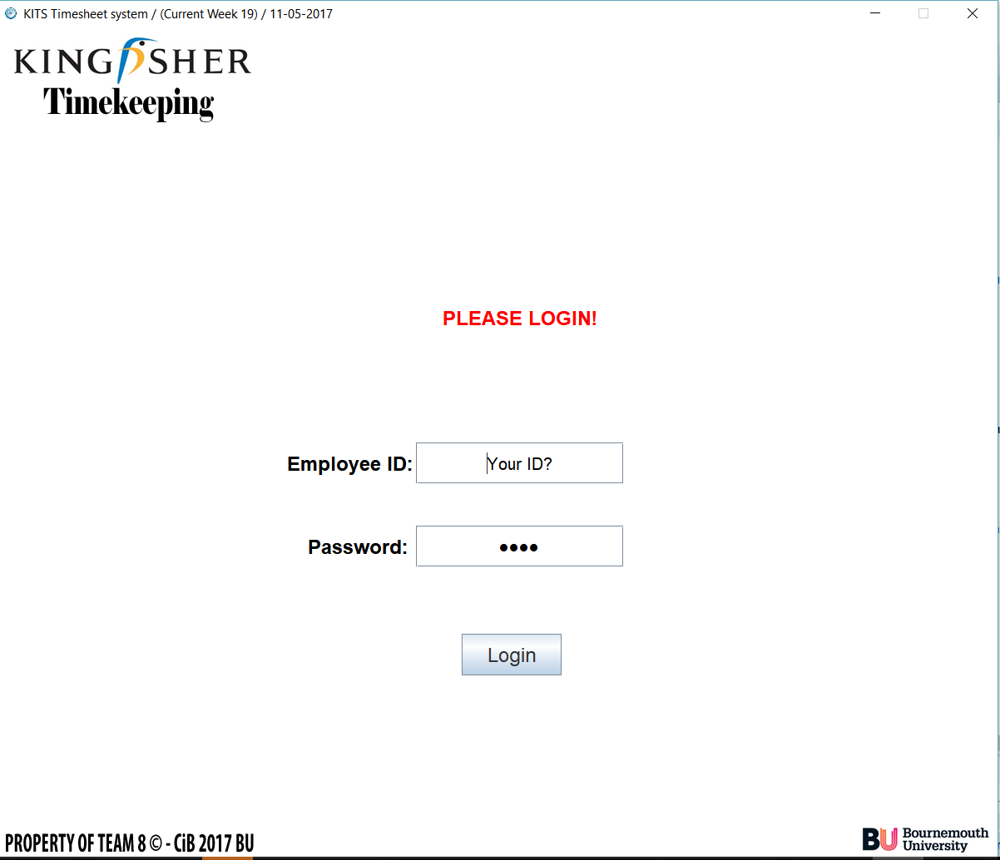 KITS Timesheet system / (Current Week 19) / 11-05-2017
KINGFISHER
Timekeeping
PLEASE LOGIN!
Employee ID: Your ID?
Password: ••••
Login
PROPERTY OF TEAM 8 © - CiB 2017 BU
BU Bournemouth
University